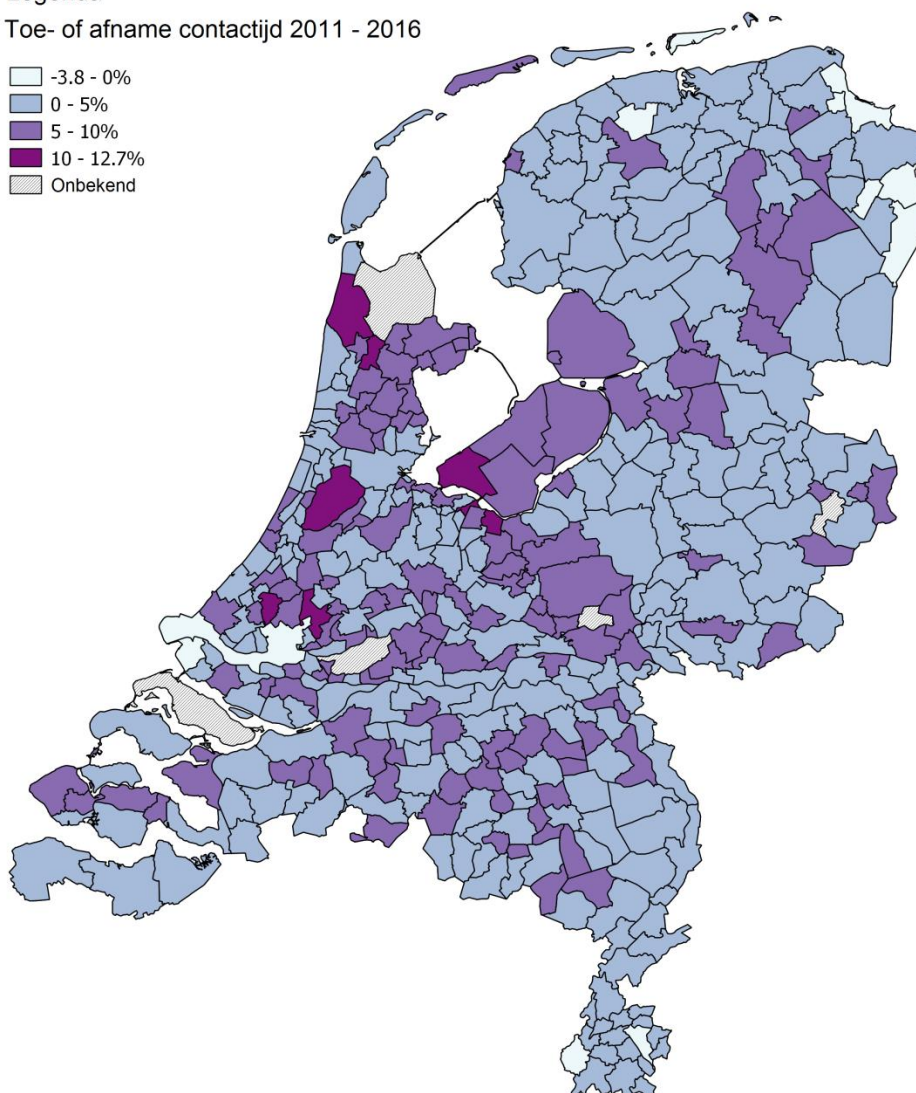 Toe- of afname contactijd 2011 - 2016
-3.8 - 0%
0 - 5%
5 - 10%
10 - 12.7%
Onbekend